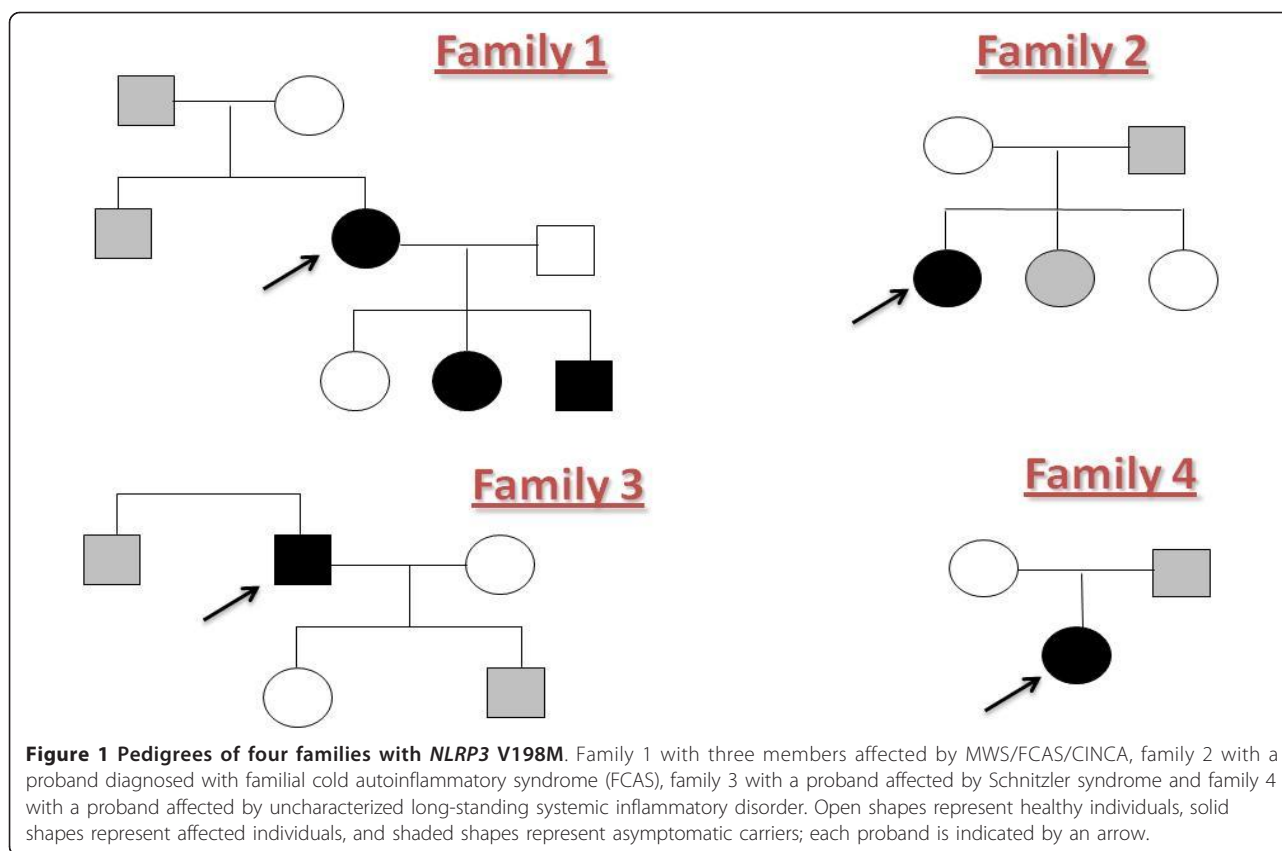 Family 1
Family 2
Family 3
Family 4
Figure 1 Pedigrees of four families with NLRP3 V198M. Family 1 with three members affected by MWS/FCAS/CINCA, family 2 with a
proband diagnosed with familial cold autoinflammatory syndrome (FCAS), family 3 with a proband affected by Schnitzler syndrome and family 4
with a proband affected by uncharacterized long-standing systemic inflammatory disorder. Open shapes represent healthy individuals, solid
shapes represent affected individuals, and shaded shapes represent asymptomatic carriers; each proband is indicated by an arrow.